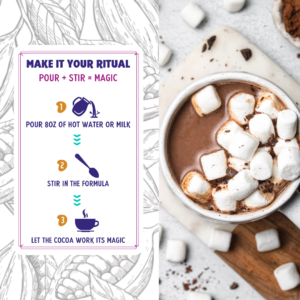 MAKE IT YOUR RITUAL
POUR + STIR = MAGIC
1
POUR 8OZ OF HOT WATER OR MILK
2
STIR IN THE FORMULA
3
LET THE COCOA WORK ITS MAGIC